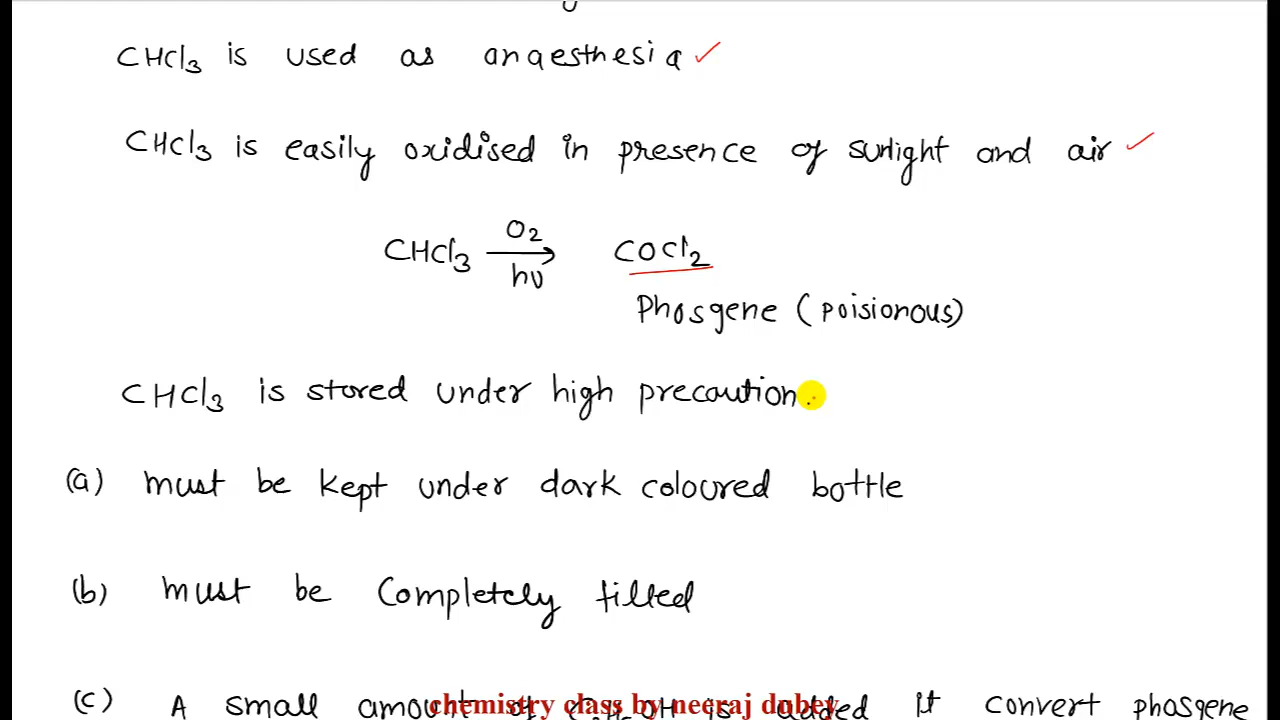 CHCl3 is used as anaesthesia ✓
CHCl3 is easily oxidised in presence of sunlight and air ✓
CHCl3 →[O2, hν] COCl2
Phosgene (poisionous)
CHCl3 is stored under high precaution.
(a) must be kept under dark coloured bottle
(b) must be completely filled
(c) A small amount is added it convert phosgene
chemistry class by neeraj dubey